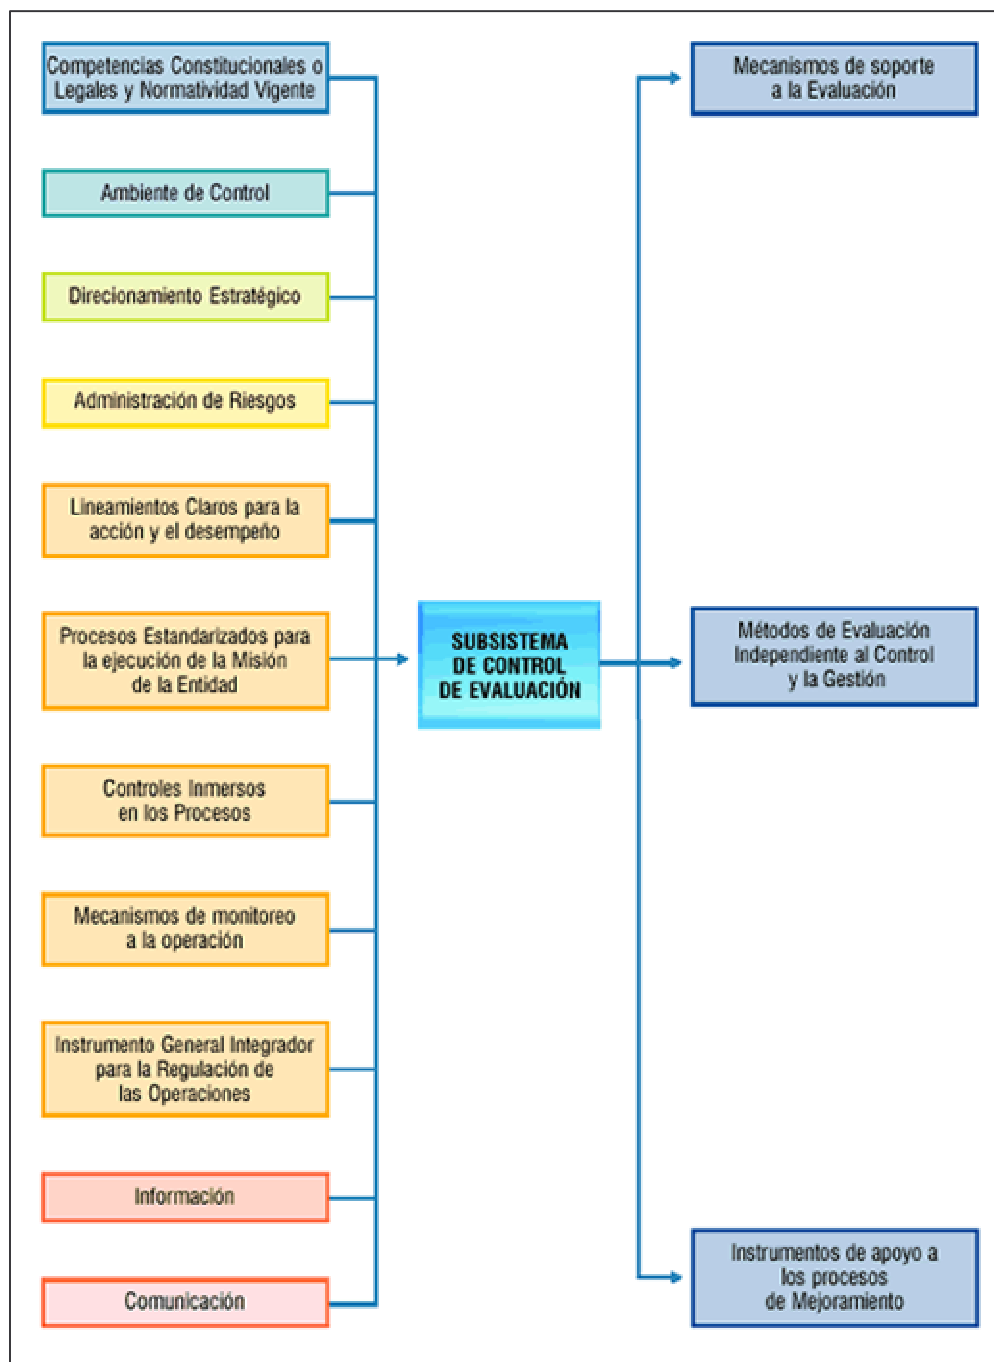 Competencias Constitucionales o
Legales y Normatividad Vigente
Ambiente de Control
Direcionamiento Estratégico
Administración de Riesgos
Lineamientos Claros para la
acción y el desempeño
Procesos Estandarizados para
la ejecución de la Misión
de la Entidad
Controles Inmersos
en los Procesos
Mecanismos de monitoreo
a la operación
Instrumento General Integrador
para la Regulación de
las Operaciones
Información
Comunicación
SUBSISTEMA
DE CONTROL
DE EVALUACIÓN
Mecanismos de soporte
a la Evaluación
Métodos de Evaluación
Independiente al Control
y la Gestión
Instrumentos de apoyo a
los procesos
de Mejoramiento